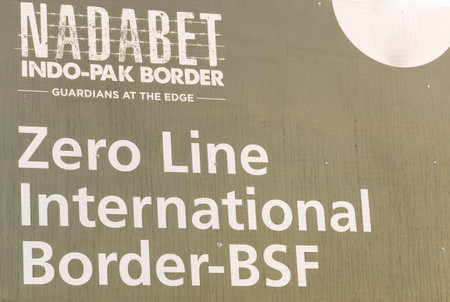 NADABET
INDO-PAK BORDER
GUARDIANS AT THE EDGE
Zero Line
International
Border-BSF